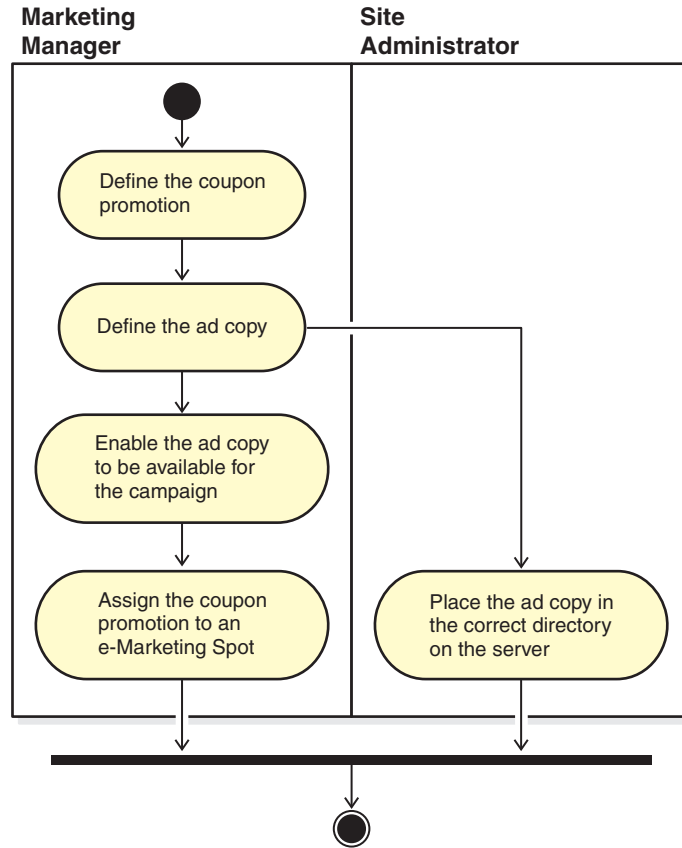 Marketing
Manager
Site
Administrator
Define the coupon
promotion
Define the ad copy
Enable the ad copy
to be available for
the campaign
Assign the coupon
promotion to an
e-Marketing Spot
Place the ad copy in
the correct directory
on the server